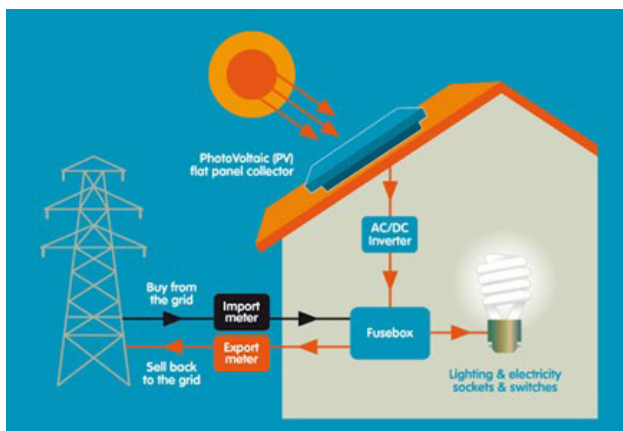 PhotoVoltaic (PV)
flat panel collector
AC/DC
Inverter
Buy from
the grid
Import
meter
Fusebox
Export
meter
Sell back
to the grid
Lighting & electricity
sockets & switches